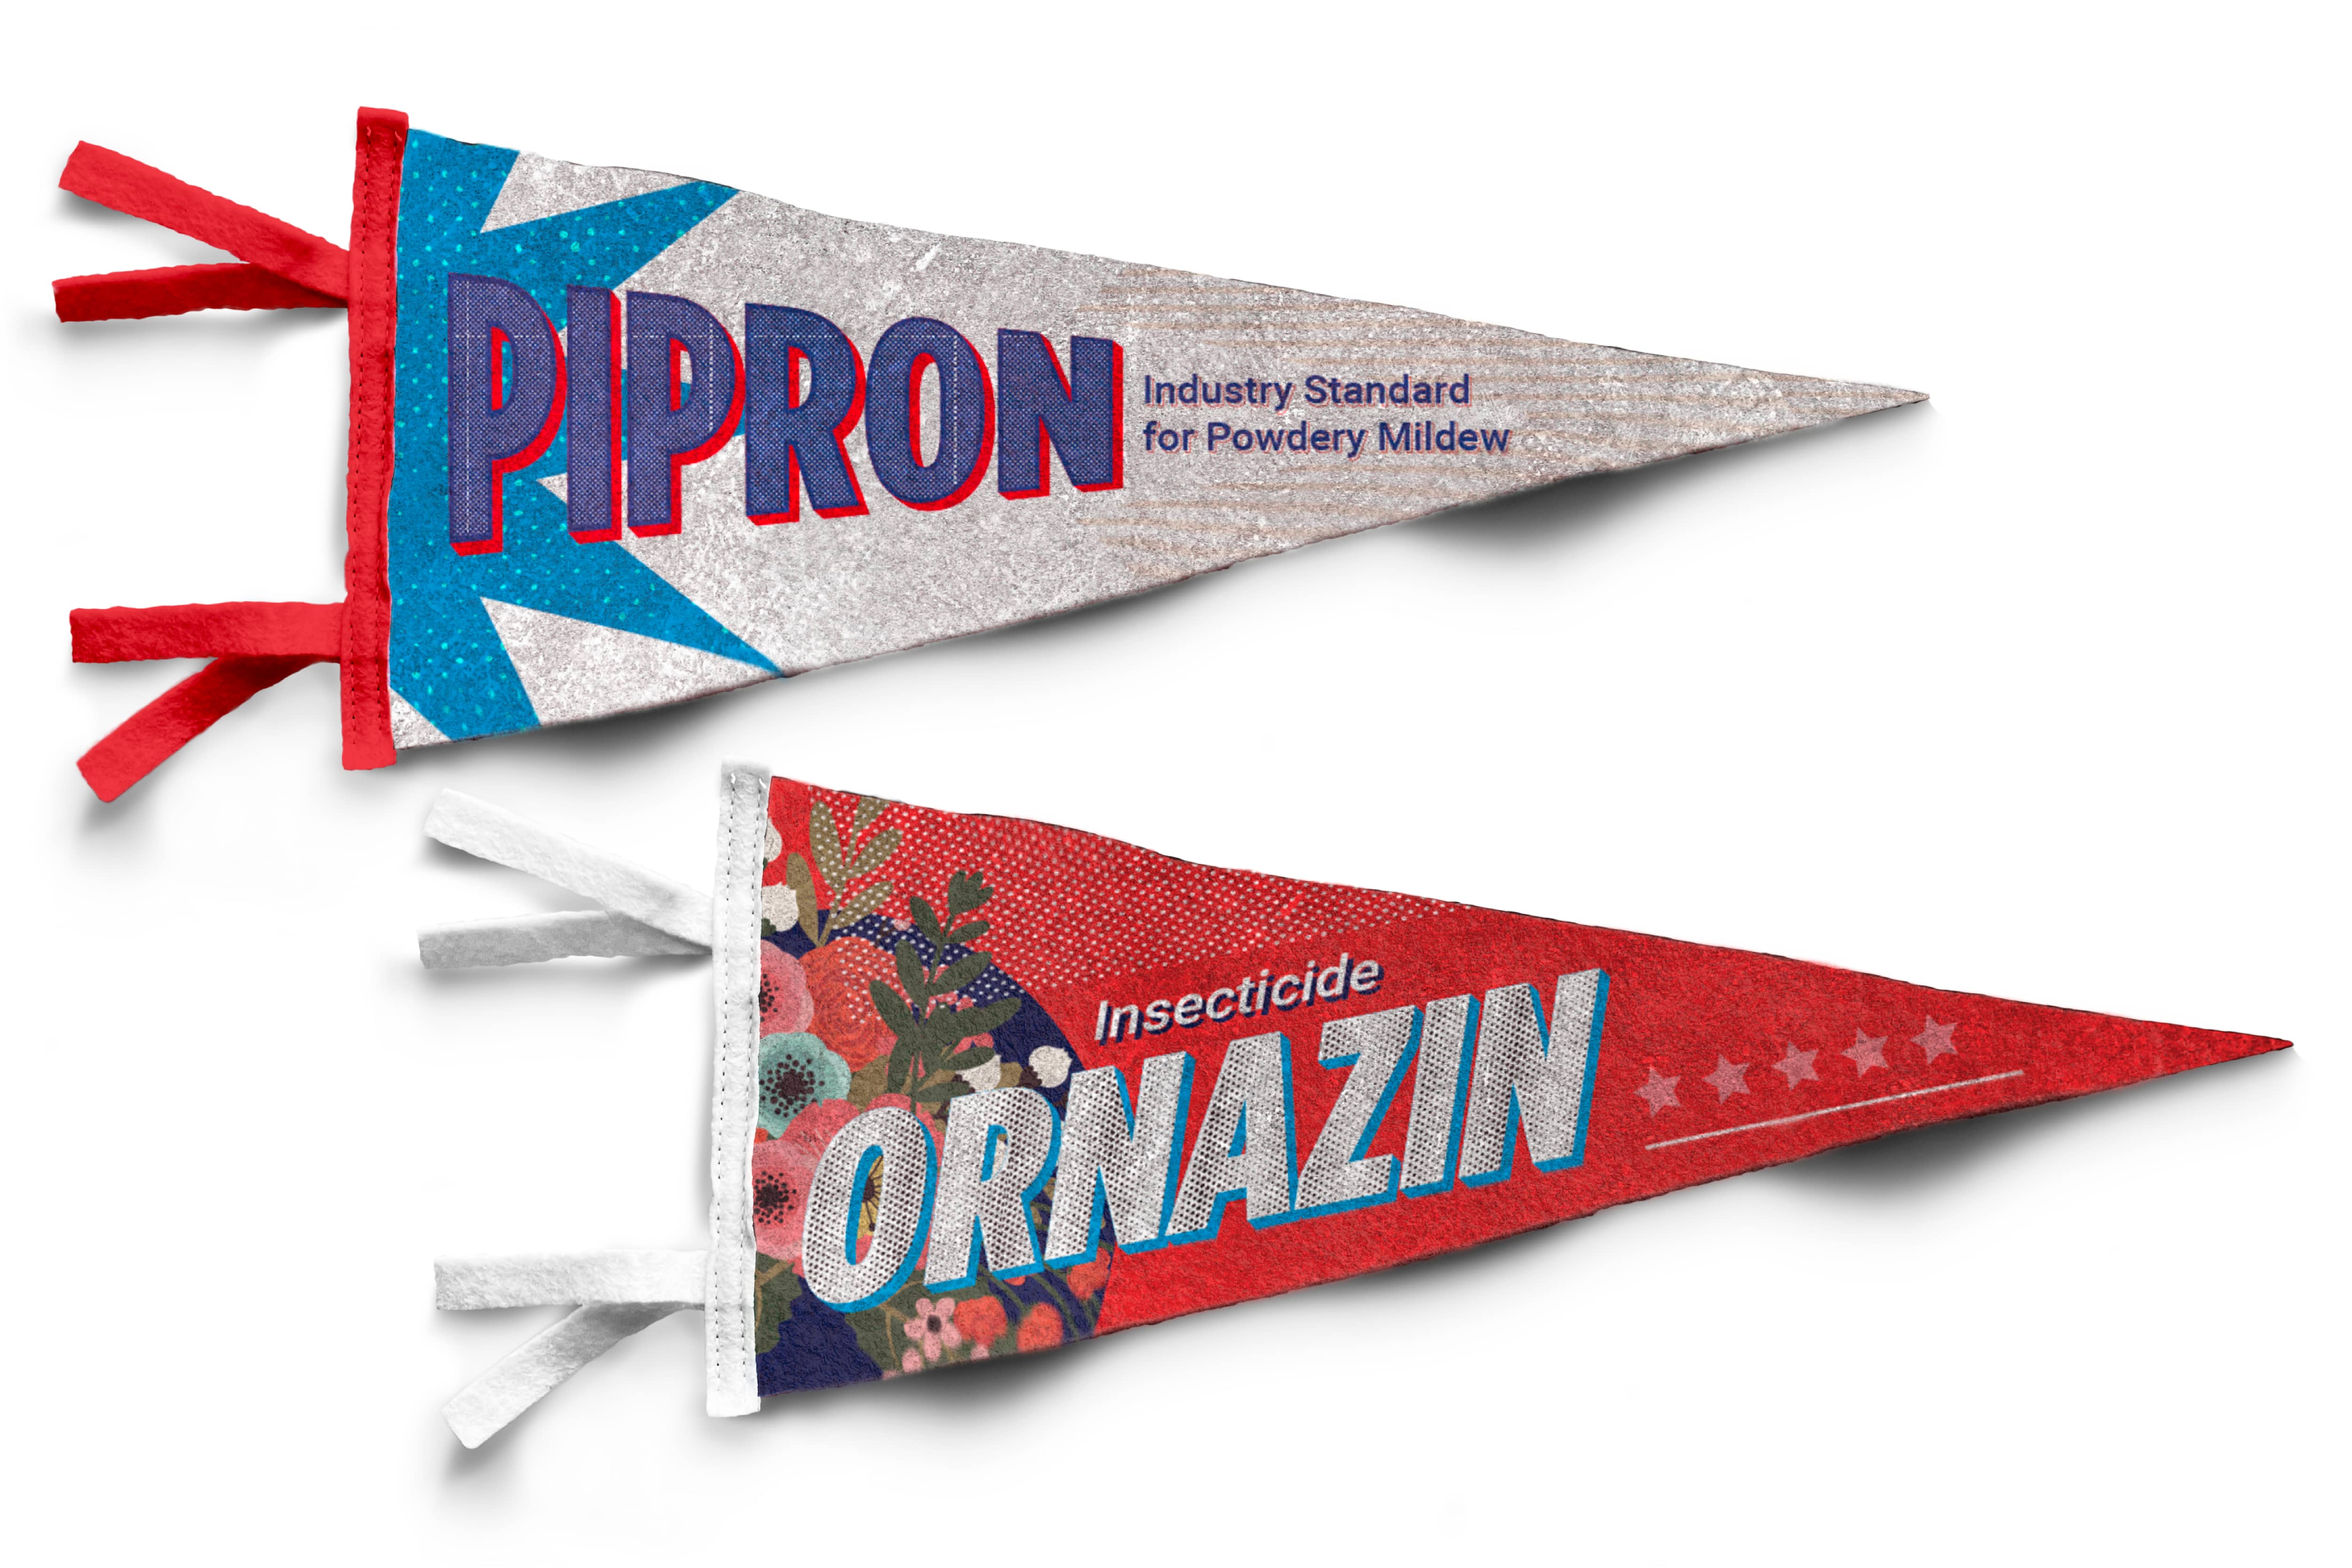 PIPRON
Industry Standard
for Powdery Mildew
Insecticide
ORNAZIN